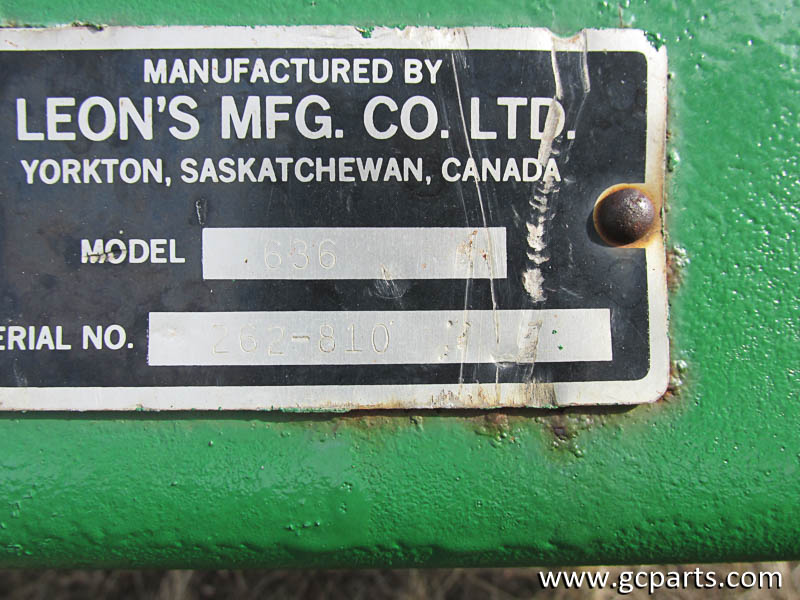 MANUFACTURED BY
LEON'S MFG. CO. LTD.
YORKTON, SASKATCHEWAN, CANADA
MODEL 636
ERIAL NO. 262-810
www.gcparts.com